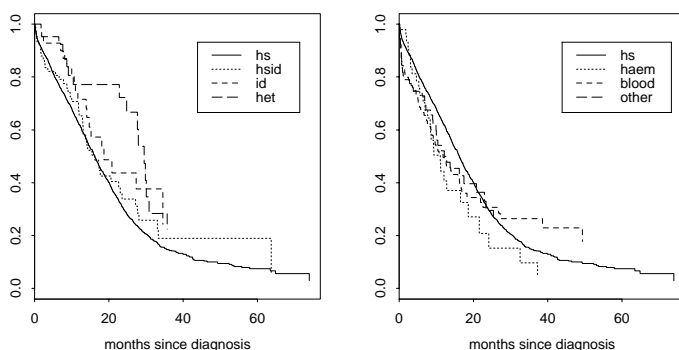 1.0
0.8
0.6
0.4
0.2
0.0
0 20 40 60
months since diagnosis
hs
hsid
id
het
1.0
0.8
0.6
0.4
0.2
0.0
0 20 40 60
months since diagnosis
hs
haem
blood
other